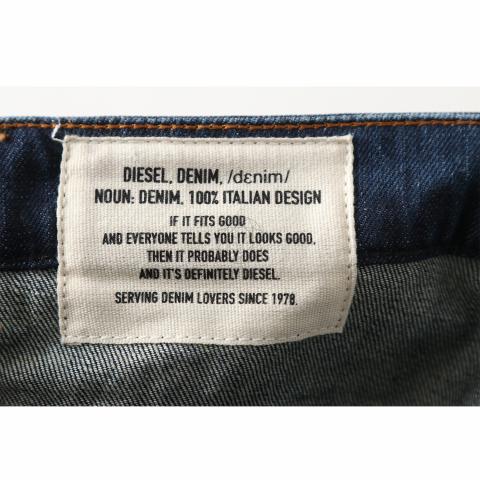 DIESEL, DENIM, /dɛnim/
NOUN: DENIM, 100% ITALIAN DESIGN
IF IT FITS GOOD
AND EVERYONE TELLS YOU IT LOOKS GOOD,
THEN IT PROBABLY DOES
AND IT'S DEFINITELY DIESEL.
SERVING DENIM LOVERS SINCE 1978.